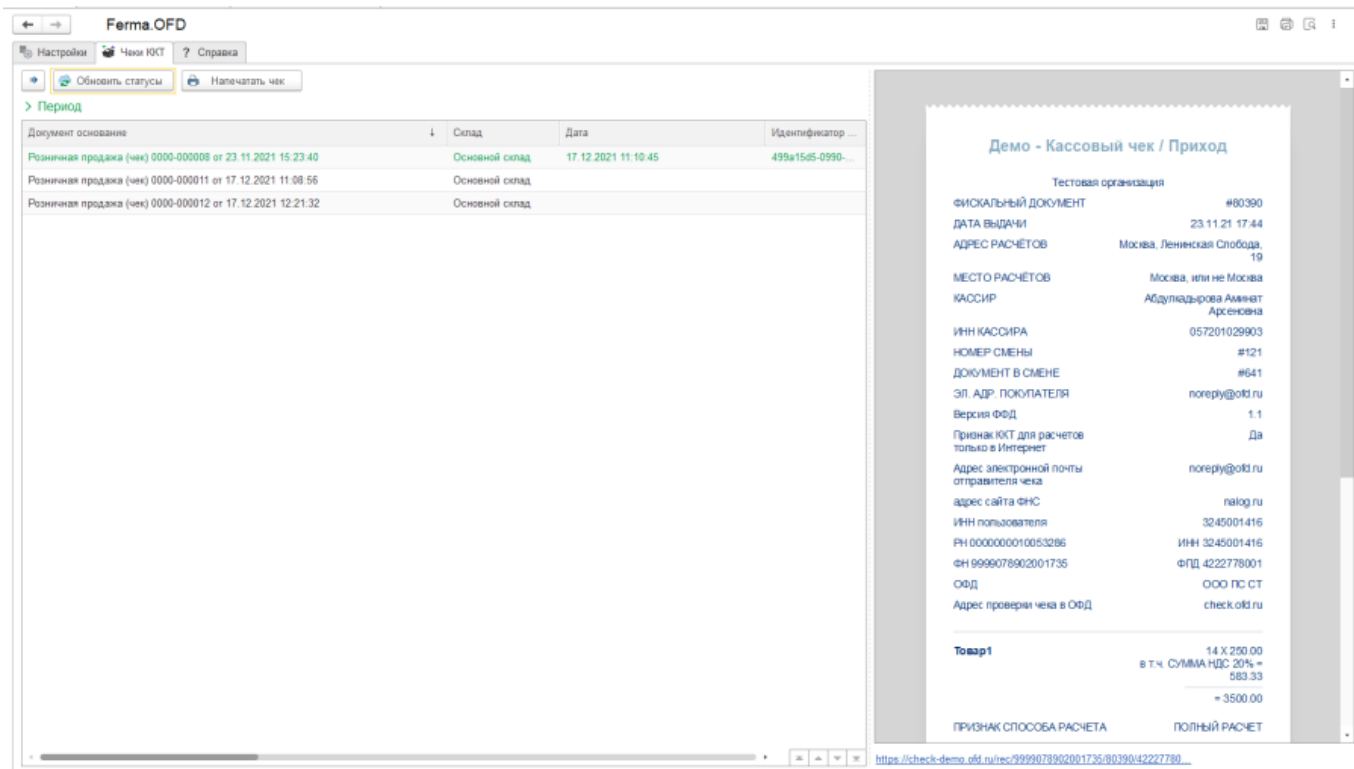 Ferma.OFD
Настройки Чеки ККТ ? Справка
Обновить статусы Напечатать чек
Период
Документ основание ↓ Склад Дата Идентификатор ...
Розничная продажа (чек) 0000-000008 от 23.11.2021 15:23:40 Основной склад 17.12.2021 11:10:45 499a15d5-0990-...
Розничная продажа (чек) 0000-000011 от 17.12.2021 11:08:56 Основной склад
Розничная продажа (чек) 0000-000012 от 17.12.2021 12:21:32 Основной склад
Демо - Кассовый чек / Приход
Тестовая организация
ФИСКАЛЬНЫЙ ДОКУМЕНТ #80390
ДАТА ВЫДАЧИ 23.11.21 17:44
АДРЕС РАСЧЁТОВ Москва, Ленинская Слобода,
19
МЕСТО РАСЧЁТОВ Москва, или не Москва
КАССИР Абдулкадырова Аминат
Арсеновна
ИНН КАССИРА 057201029903
НОМЕР СМЕНЫ #121
ДОКУМЕНТ В СМЕНЕ #641
ЭЛ. АДР. ПОКУПАТЕЛЯ noreply@ofd.ru
Версия ФФД 1.1
Признак ККТ для расчетов Да
только в Интернет
Адрес электронной почты noreply@ofd.ru
отправителя чека
адрес сайта ФНС nalog.ru
ИНН пользователя 3245001416
РН 0000000010053286 ИНН 3245001416
ФН 9999078902001735 ФПД 4222778001
ОФД ООО ПС СТ
Адрес проверки чека в ОФД check.ofd.ru
Товар1 14 X 250.00
в т.ч. СУММА НДС 20% =
583.33
= 3500.00
ПРИЗНАК СПОСОБА РАСЧЕТА ПОЛНЫЙ РАСЧЕТ
https://check-demo.ofd.ru/rec/9999078902001735/80390/42227780...